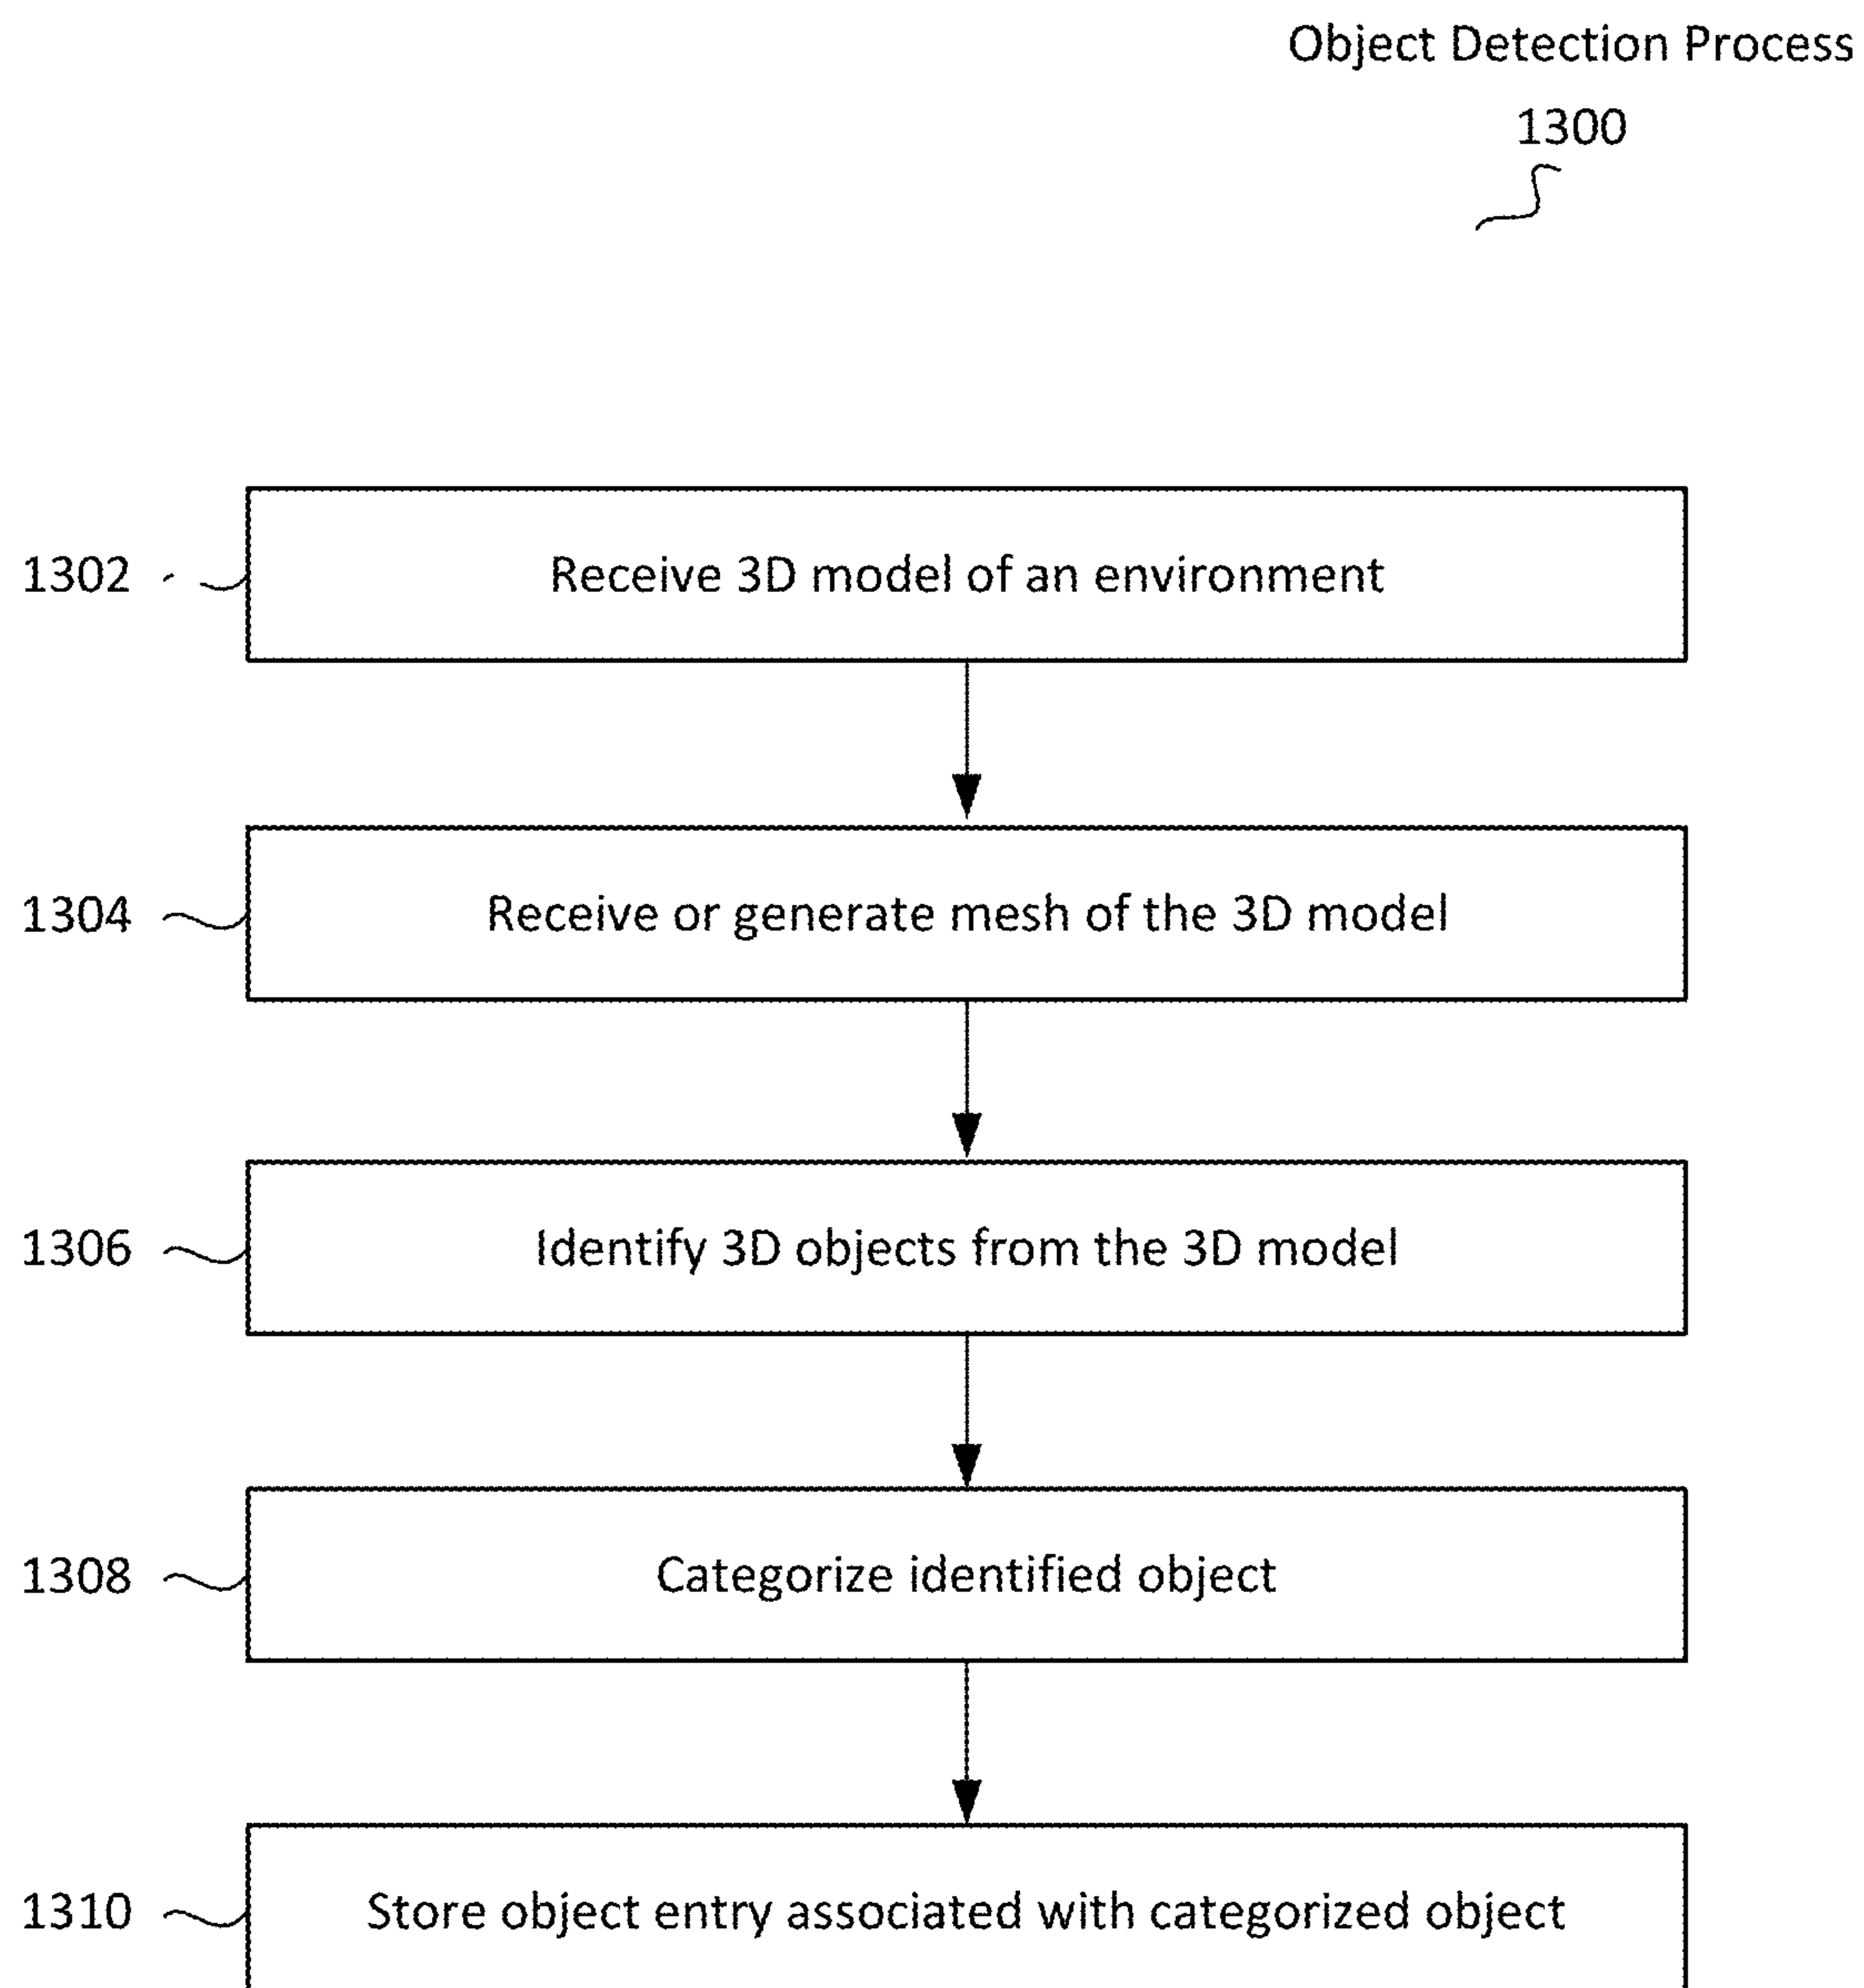 Object Detection Process
1300
1302
Receive 3D model of an environment
1304
Receive or generate mesh of the 3D model
1306
Identify 3D objects from the 3D model
1308
Categorize identified object
1310
Store object entry associated with categorized object